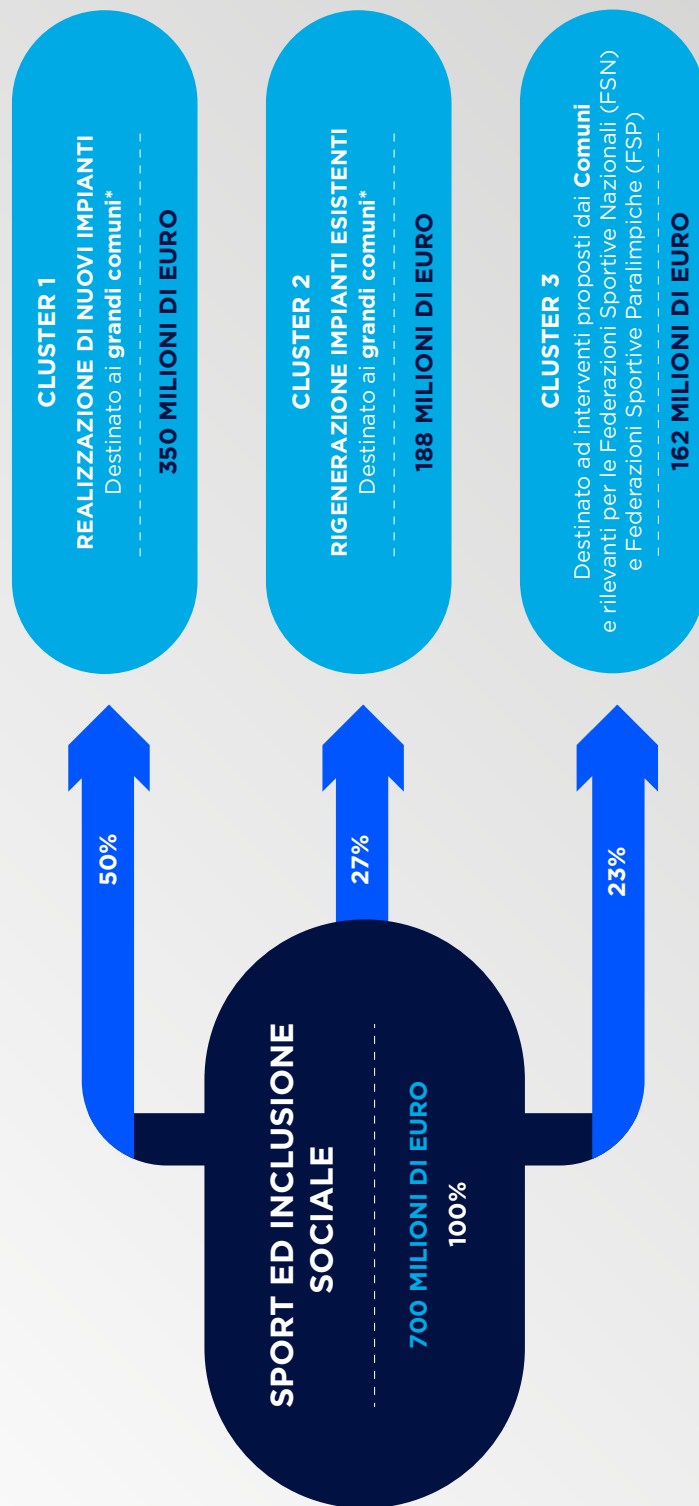 SPORT ED INCLUSIONE
SOCIALE
700 MILIONI DI EURO
100%
50%
27%
23%
CLUSTER 1
REALIZZAZIONE DI NUOVI IMPIANTI
Destinato ai grandi comuni*
350 MILIONI DI EURO
CLUSTER 2
RIGENERAZIONE IMPIANTI ESISTENTI
Destinato ai grandi comuni*
188 MILIONI DI EURO
CLUSTER 3
Destinato ad interventi proposti dai Comuni
e rilevanti per le Federazioni Sportive Nazionali (FSN)
e Federazioni Sportive Paralimpiche (FSP)
162 MILIONI DI EURO